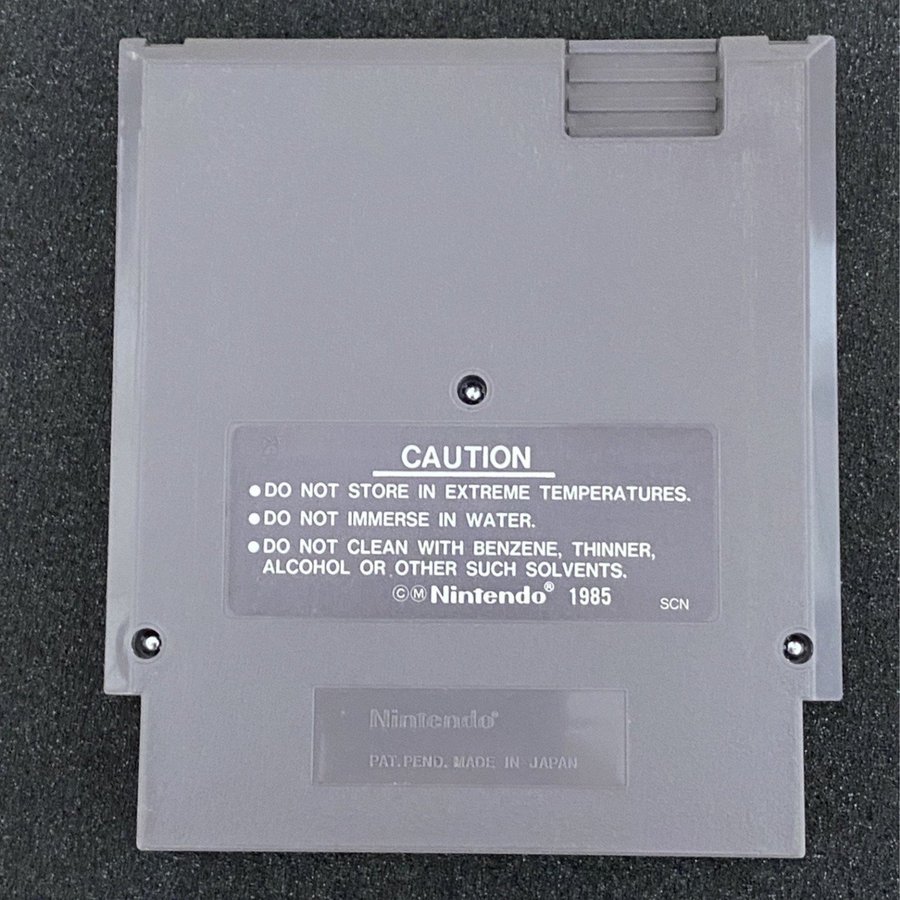 CAUTION
●DO NOT STORE IN EXTREME TEMPERATURES.
●DO NOT IMMERSE IN WATER.
●DO NOT CLEAN WITH BENZENE, THINNER,
ALCOHOL OR OTHER SUCH SOLVENTS.
©Ⓜ Nintendo® 1985 SCN
Nintendo®
PAT. PEND. MADE IN JAPAN